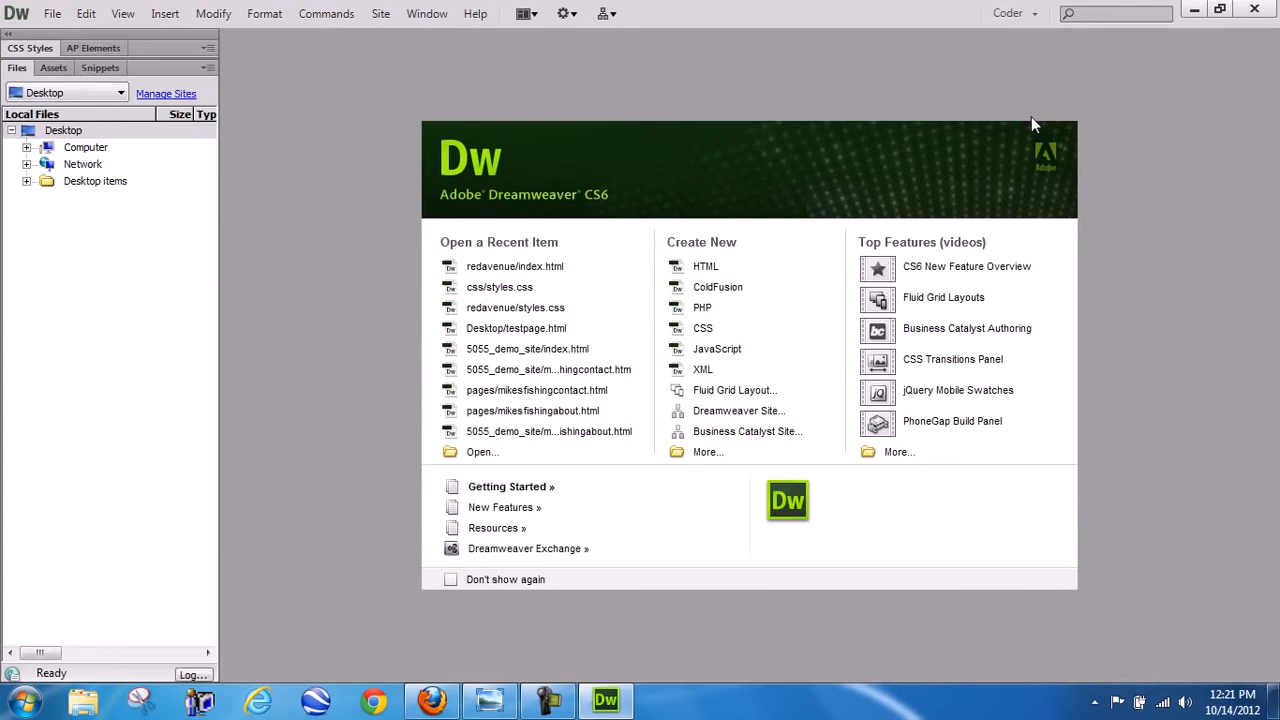 Dw File Edit View Insert Modify Format Commands Site Window Help Coder
CSS Styles AP Elements
Files Assets Snippets
Desktop Manage Sites
Local Files Size Typ
Desktop
Computer
Network
Desktop items
Dw
Adobe
Adobe® Dreamweaver® CS6
Open a Recent Item
redavenue/index.html
css/styles.css
redavenue/styles.css
Desktop/testpage.html
5055_demo_site/index.html
5055_demo_site/m...hingcontact.htm
pages/mikesfishingcontact.html
pages/mikesfishingabout.html
5055_demo_site/m...ishingabout.html
Open...
Create New
HTML
ColdFusion
PHP
CSS
JavaScript
XML
Fluid Grid Layout...
Dreamweaver Site...
Business Catalyst Site...
More...
Top Features (videos)
CS6 New Feature Overview
Fluid Grid Layouts
bc Business Catalyst Authoring
CSS Transitions Panel
jQ jQuery Mobile Swatches
PhoneGap Build Panel
More...
Getting Started »
New Features »
Resources »
Dreamweaver Exchange »
Dw
Don't show again
Ready Log...
Dw
12:21 PM
10/14/2012